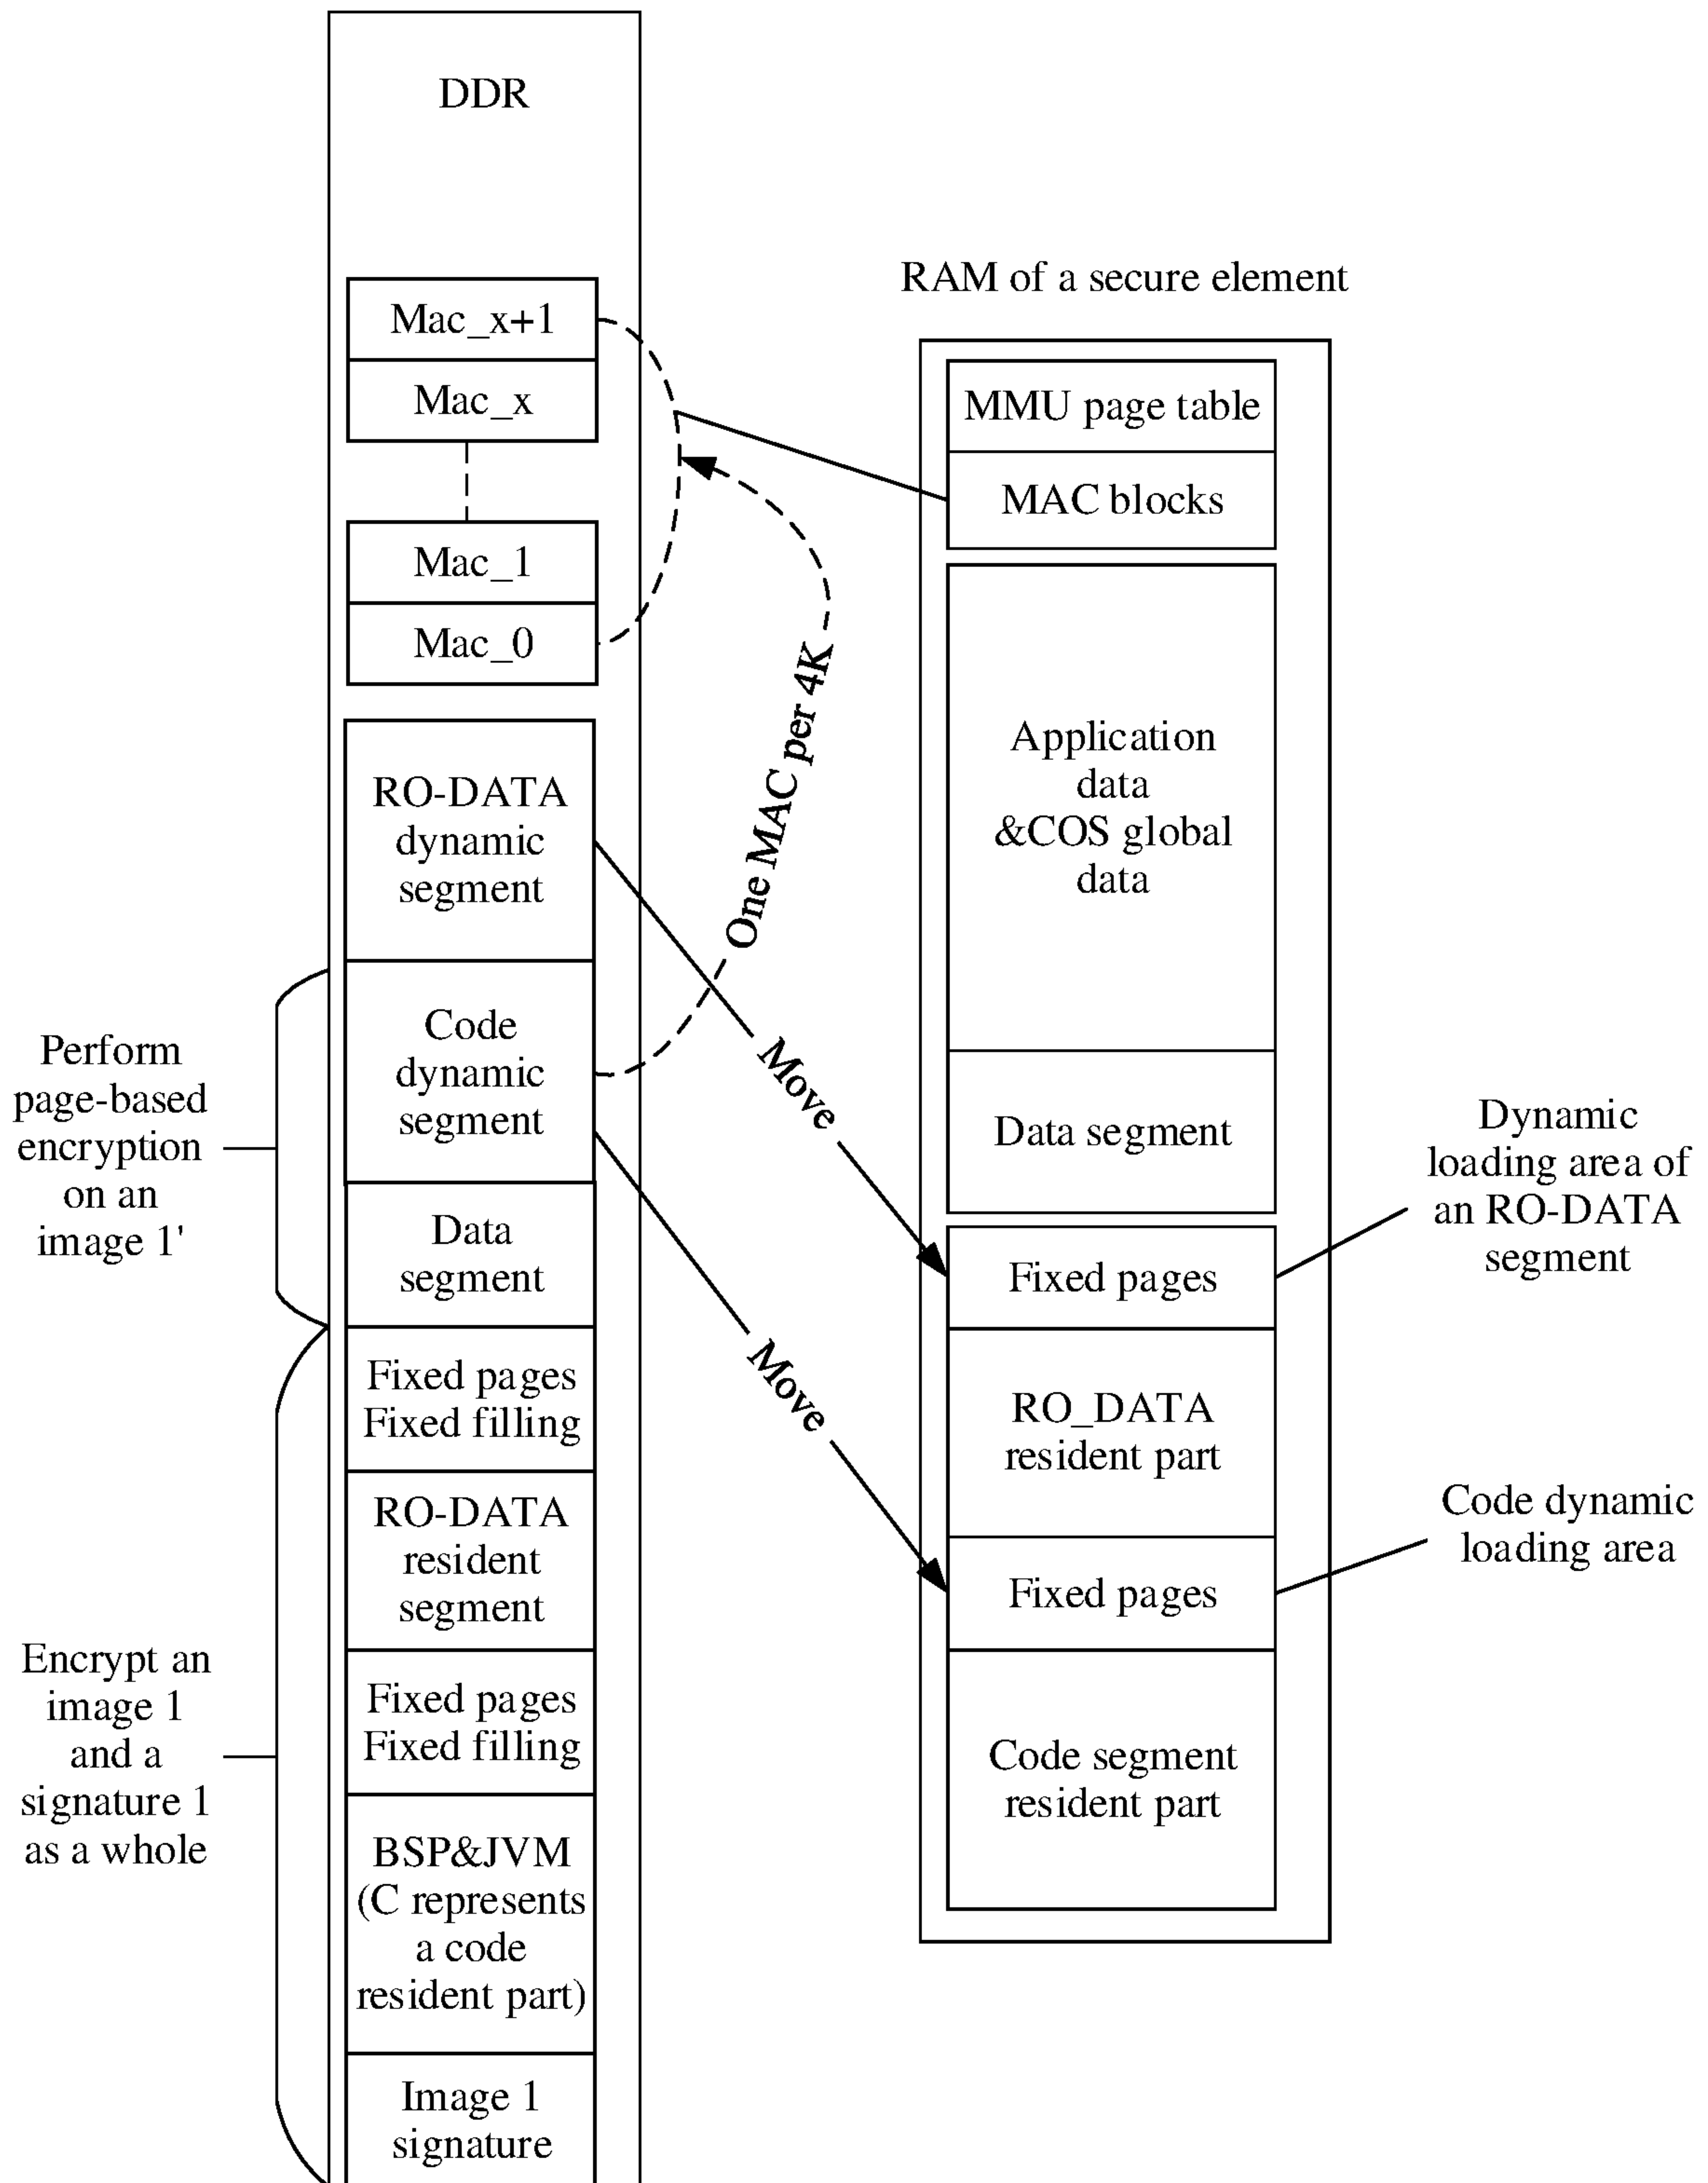 DDR
Mac_x+1
Mac_x
Mac_1
Mac_0
RO-DATA
dynamic
segment
Code
dynamic
segment
Data
segment
Fixed pages
Fixed filling
RO-DATA
resident
segment
Fixed pages
Fixed filling
BSP&JVM
(C represents
a code
resident part)
Image 1
signature
Perform
page-based
encryption
on an
image 1'
Encrypt an
image 1
and a
signature 1
as a whole
One MAC per 4K
Move
Move
RAM of a secure element
MMU page table
MAC blocks
Application
data
&COS global
data
Data segment
Fixed pages
RO_DATA
resident part
Fixed pages
Code segment
resident part
Dynamic
loading area of
an RO-DATA
segment
Code dynamic
loading area